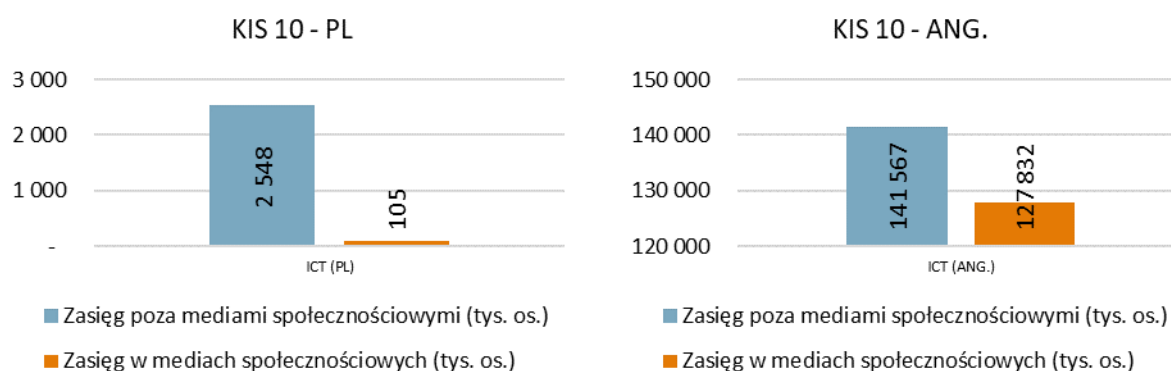 KIS 10 - PL
3 000
2 000
1 000
-
2 548
105
ICT (PL)
Zasięg poza mediami społecznościowymi (tys. os.)
Zasięg w mediach społecznościowych (tys. os.)
KIS 10 - ANG.
150 000
140 000
130 000
120 000
141 567
127 832
ICT (ANG.)
Zasięg poza mediami społecznościowymi (tys. os.)
Zasięg w mediach społecznościowych (tys. os.)